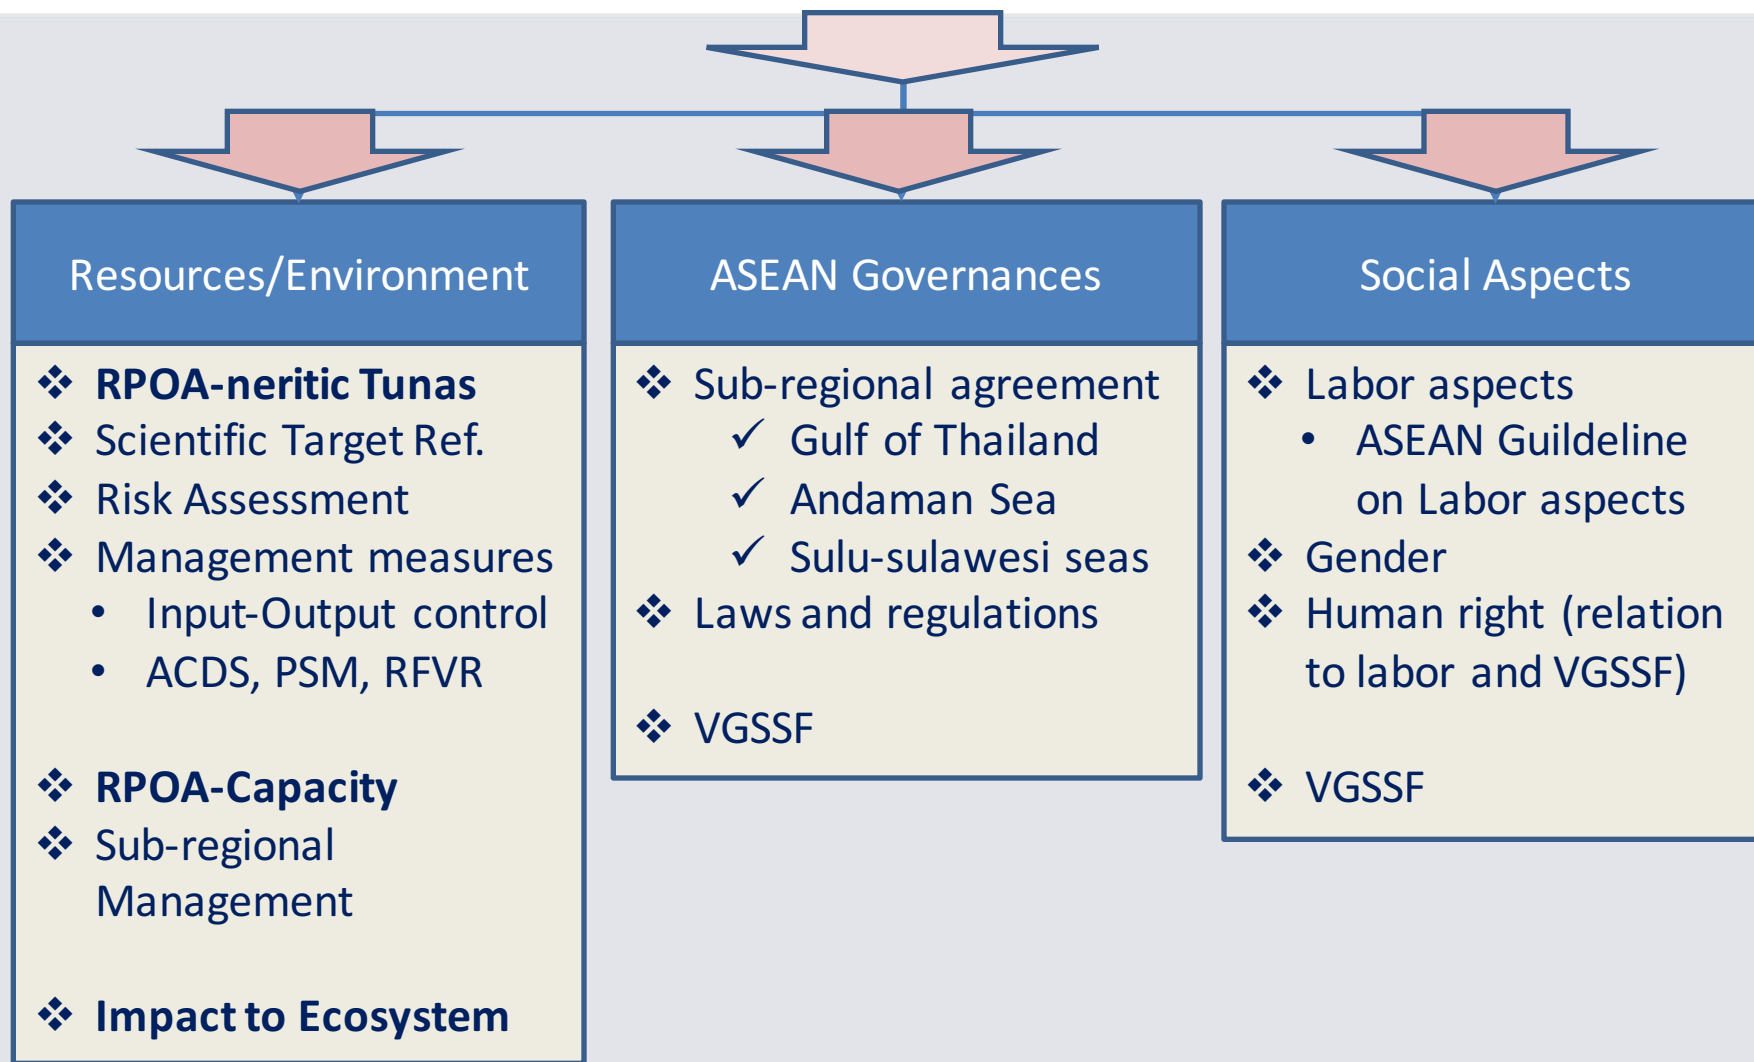 Resources/Environment
❖ RPOA-neritic Tunas
❖ Scientific Target Ref.
❖ Risk Assessment
❖ Management measures
• Input-Output control
• ACDS, PSM, RFVR
❖ RPOA-Capacity
❖ Sub-regional
Management
❖ Impact to Ecosystem
ASEAN Governances
❖ Sub-regional agreement
✓ Gulf of Thailand
✓ Andaman Sea
✓ Sulu-sulawesi seas
❖ Laws and regulations
❖ VGSSF
Social Aspects
❖ Labor aspects
• ASEAN Guildeline
on Labor aspects
❖ Gender
❖ Human right (relation
to labor and VGSSF)
❖ VGSSF